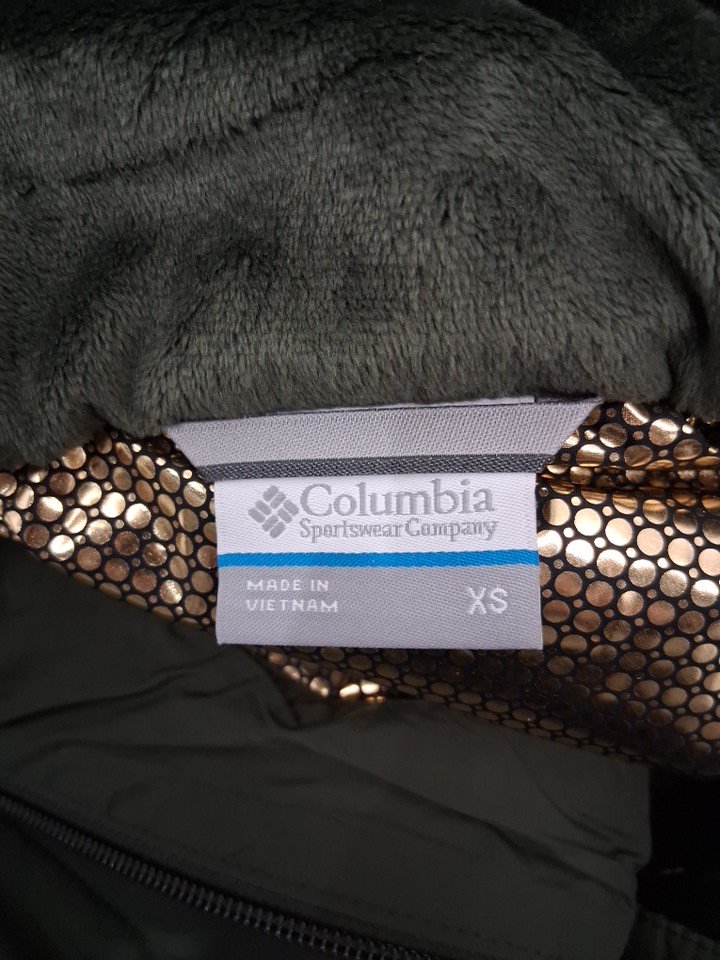 Columbia
Sportswear Company
MADE IN
VIETNAM
XS